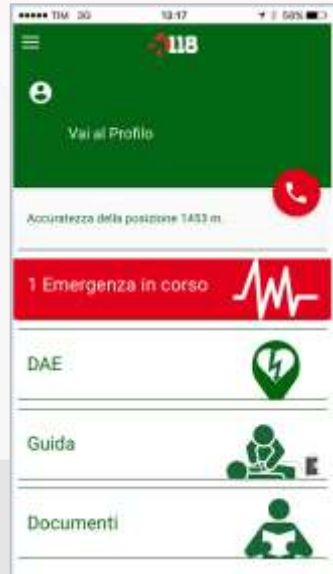 TIM 3G 13:17 58%
118
Vai al Profilo
Accuratezza della posizione 1453 m.
1 Emergenza in corso
DAE
Guida
Documenti